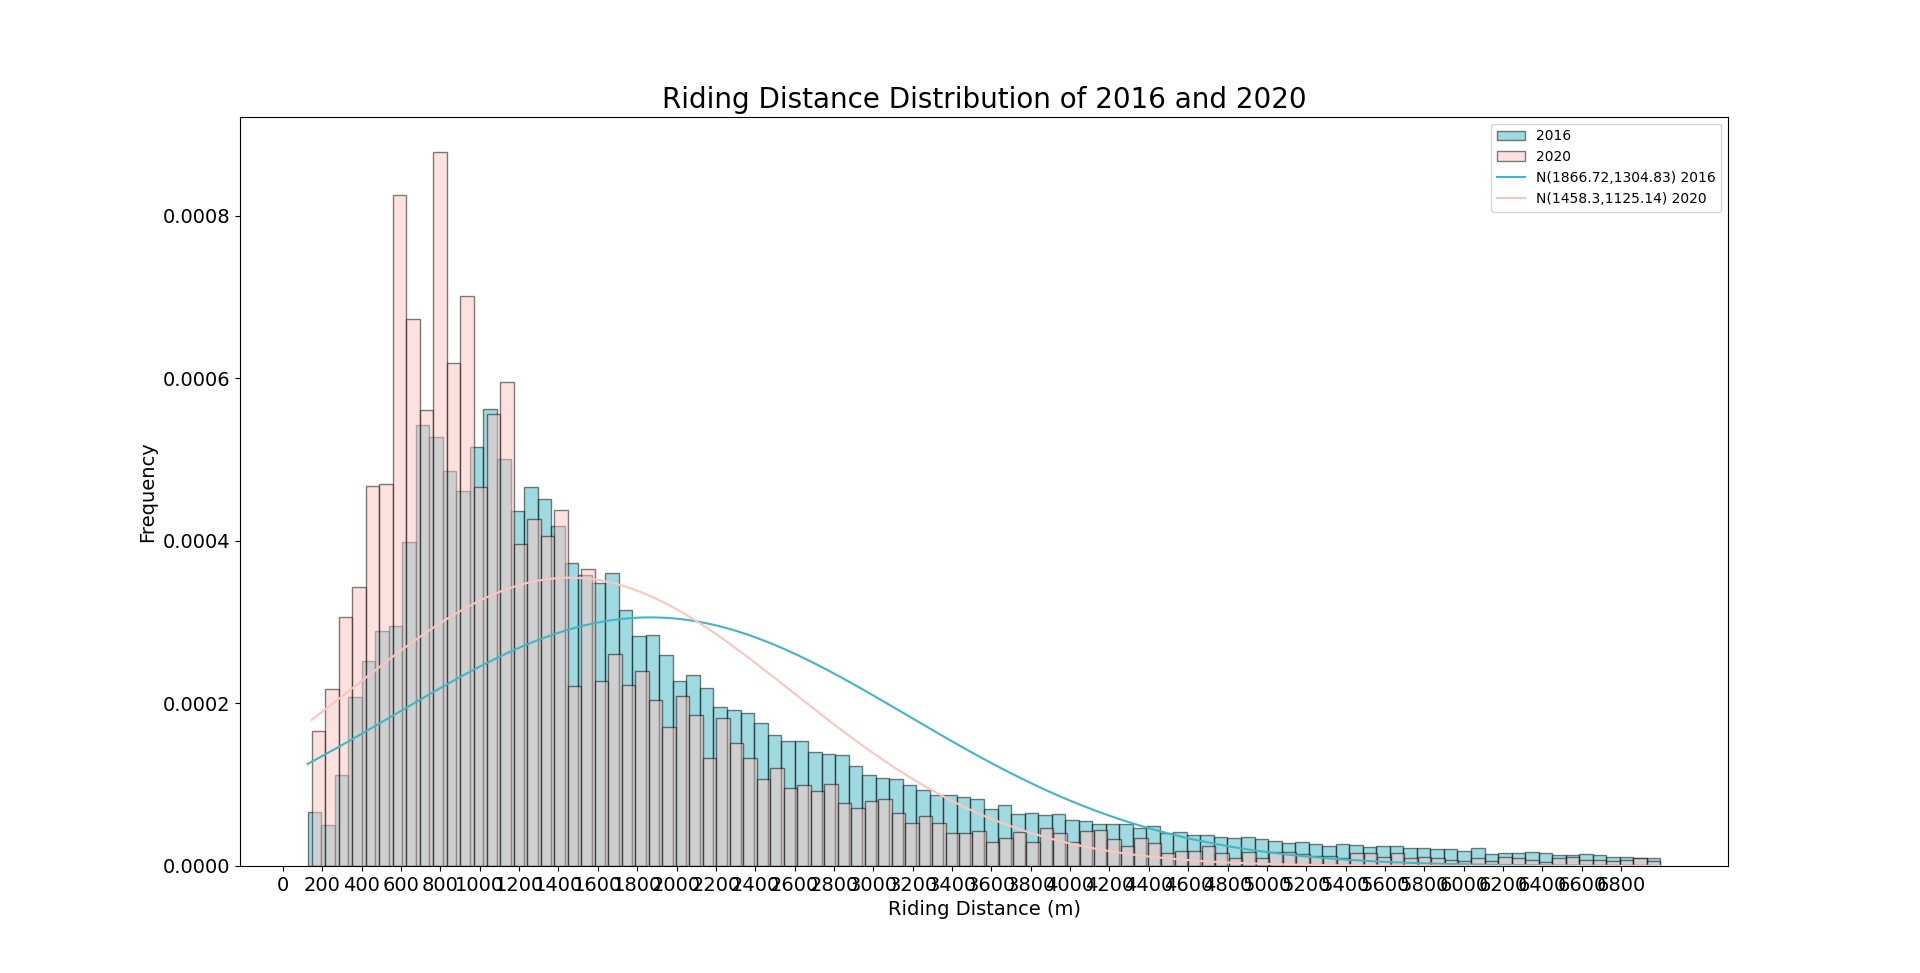 Riding Distance Distribution of 2016 and 2020
2016
2020
N(1866.72,1304.83) 2016
N(1458.3,1125.14) 2020
0.0008
0.0006
0.0004
0.0002
0.0000
Frequency
0 200 400 600 800 1000 1200 1400 1600 1800 2000 2200 2400 2600 2800 3000 3200 3400 3600 3800 4000 4200 4400 4600 4800 5000 5200 5400 5600 5800 6000 6200 6400 6600 6800
Riding Distance (m)